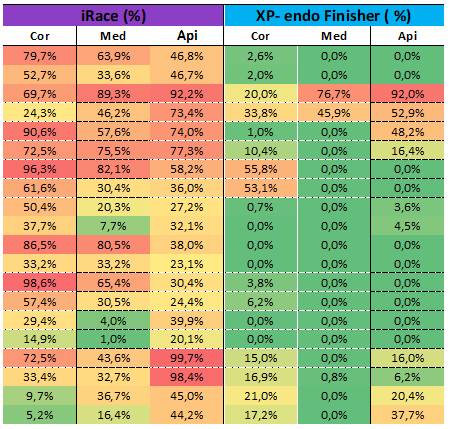 iRace (%) XP- endo Finisher ( %)
Cor Med Api Cor Med Api
79,7% 63,9% 46,8% 2,6% 0,0% 0,0%
52,7% 33,6% 46,7% 2,0% 0,0% 0,0%
69,7% 89,3% 92,2% 20,0% 76,7% 92,0%
24,3% 46,2% 73,4% 33,8% 45,9% 52,9%
90,6% 57,6% 74,0% 1,0% 0,0% 48,2%
72,5% 75,5% 77,3% 10,4% 0,0% 16,4%
96,3% 82,1% 58,2% 55,8% 0,0% 0,0%
61,6% 30,4% 36,0% 53,1% 0,0% 0,0%
50,4% 20,3% 27,2% 0,7% 0,0% 3,6%
37,7% 7,7% 32,1% 0,0% 0,0% 4,5%
86,5% 80,5% 38,0% 0,0% 0,0% 0,0%
33,2% 33,2% 23,1% 0,0% 0,0% 0,0%
98,6% 65,4% 30,4% 3,8% 0,0% 0,0%
57,4% 30,5% 24,4% 6,2% 0,0% 0,0%
29,4% 4,0% 39,9% 0,0% 0,0% 0,0%
14,9% 1,0% 20,1% 0,0% 0,0% 0,0%
72,5% 43,6% 99,7% 15,0% 0,0% 16,0%
33,4% 32,7% 98,4% 16,9% 0,8% 6,2%
9,7% 36,7% 45,0% 21,0% 0,0% 20,4%
5,2% 16,4% 44,2% 17,2% 0,0% 37,7%